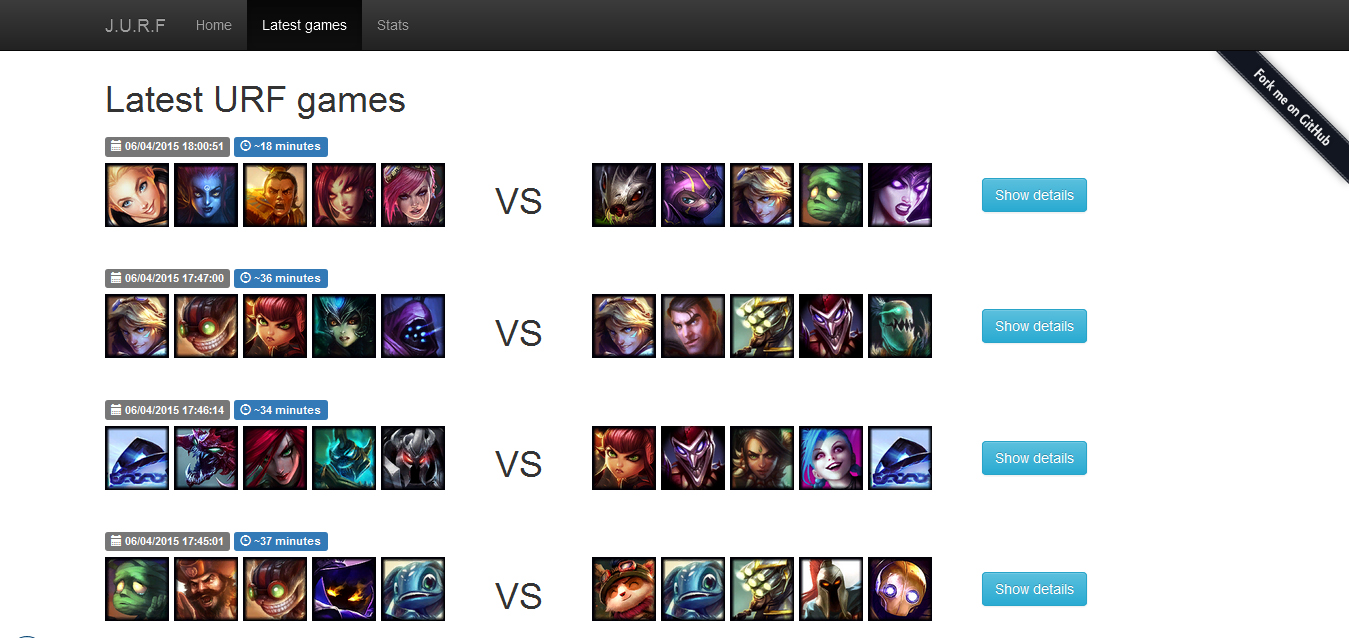 J.U.R.F Home Latest games Stats
Fork me on GitHub
Latest URF games
06/04/2015 18:00:51 ~18 minutes
VS
Show details
06/04/2015 17:47:00 ~36 minutes
VS
Show details
06/04/2015 17:46:14 ~34 minutes
VS
Show details
06/04/2015 17:45:01 ~37 minutes
VS
Show details